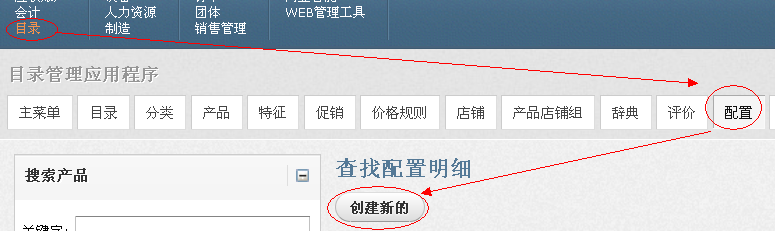 会计
人力资源
团体
WEB管理工具
目录
制造
销售管理
目录管理应用程序
主菜单 目录 分类 产品 特征 促销 价格规则 店铺 产品店铺组 辞典 评价 配置
搜索产品
查找配置明细
创建新的
关键字: